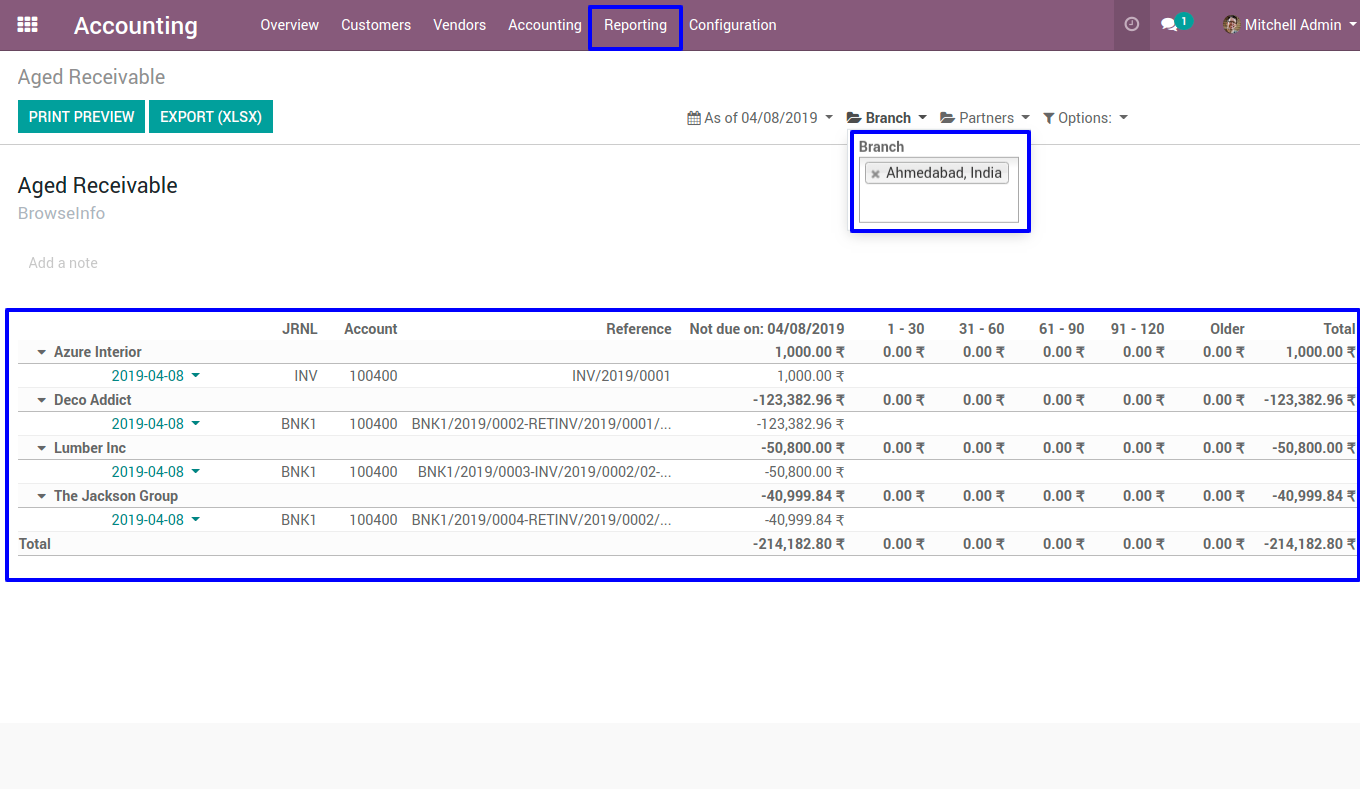 Accounting Overview Customers Vendors Accounting Reporting Configuration 1 Mitchell Admin
Aged Receivable
PRINT PREVIEW EXPORT (XLSX) As of 04/08/2019 Branch Partners Options:
Branch
Ahmedabad, India
Aged Receivable
BrowseInfo
Add a note
JRNL Account Reference Not due on: 04/08/2019 1 - 30 31 - 60 61 - 90 91 - 120 Older Total
Azure Interior 1,000.00 ₹ 0.00 ₹ 0.00 ₹ 0.00 ₹ 0.00 ₹ 0.00 ₹ 1,000.00 ₹
2019-04-08 INV 100400 INV/2019/0001 1,000.00 ₹
Deco Addict -123,382.96 ₹ 0.00 ₹ 0.00 ₹ 0.00 ₹ 0.00 ₹ 0.00 ₹ -123,382.96 ₹
2019-04-08 BNK1 100400 BNK1/2019/0002-RETINV/2019/0001/... -123,382.96 ₹
Lumber Inc -50,800.00 ₹ 0.00 ₹ 0.00 ₹ 0.00 ₹ 0.00 ₹ 0.00 ₹ -50,800.00 ₹
2019-04-08 BNK1 100400 BNK1/2019/0003-INV/2019/0002/02-... -50,800.00 ₹
The Jackson Group -40,999.84 ₹ 0.00 ₹ 0.00 ₹ 0.00 ₹ 0.00 ₹ 0.00 ₹ -40,999.84 ₹
2019-04-08 BNK1 100400 BNK1/2019/0004-RETINV/2019/0002/... -40,999.84 ₹
Total -214,182.80 ₹ 0.00 ₹ 0.00 ₹ 0.00 ₹ 0.00 ₹ 0.00 ₹ -214,182.80 ₹